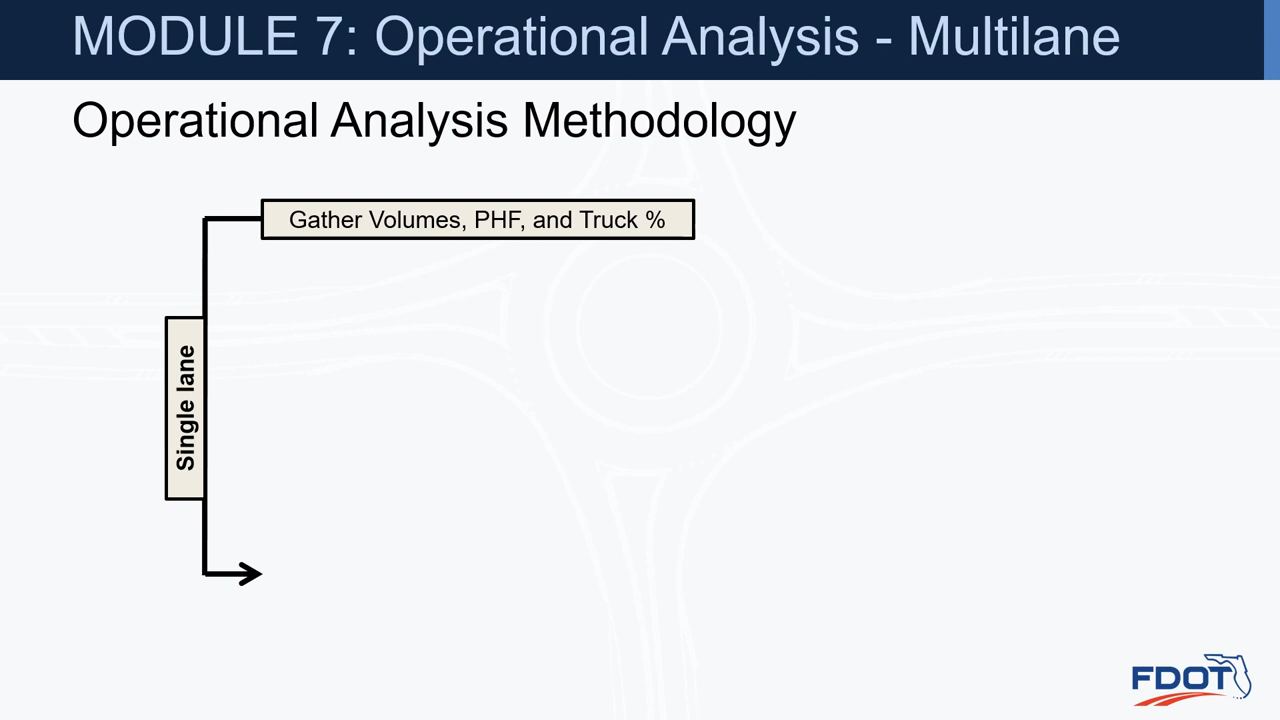 MODULE 7: Operational Analysis - Multilane
Operational Analysis Methodology
Gather Volumes, PHF, and Truck %
Single lane
FDOT